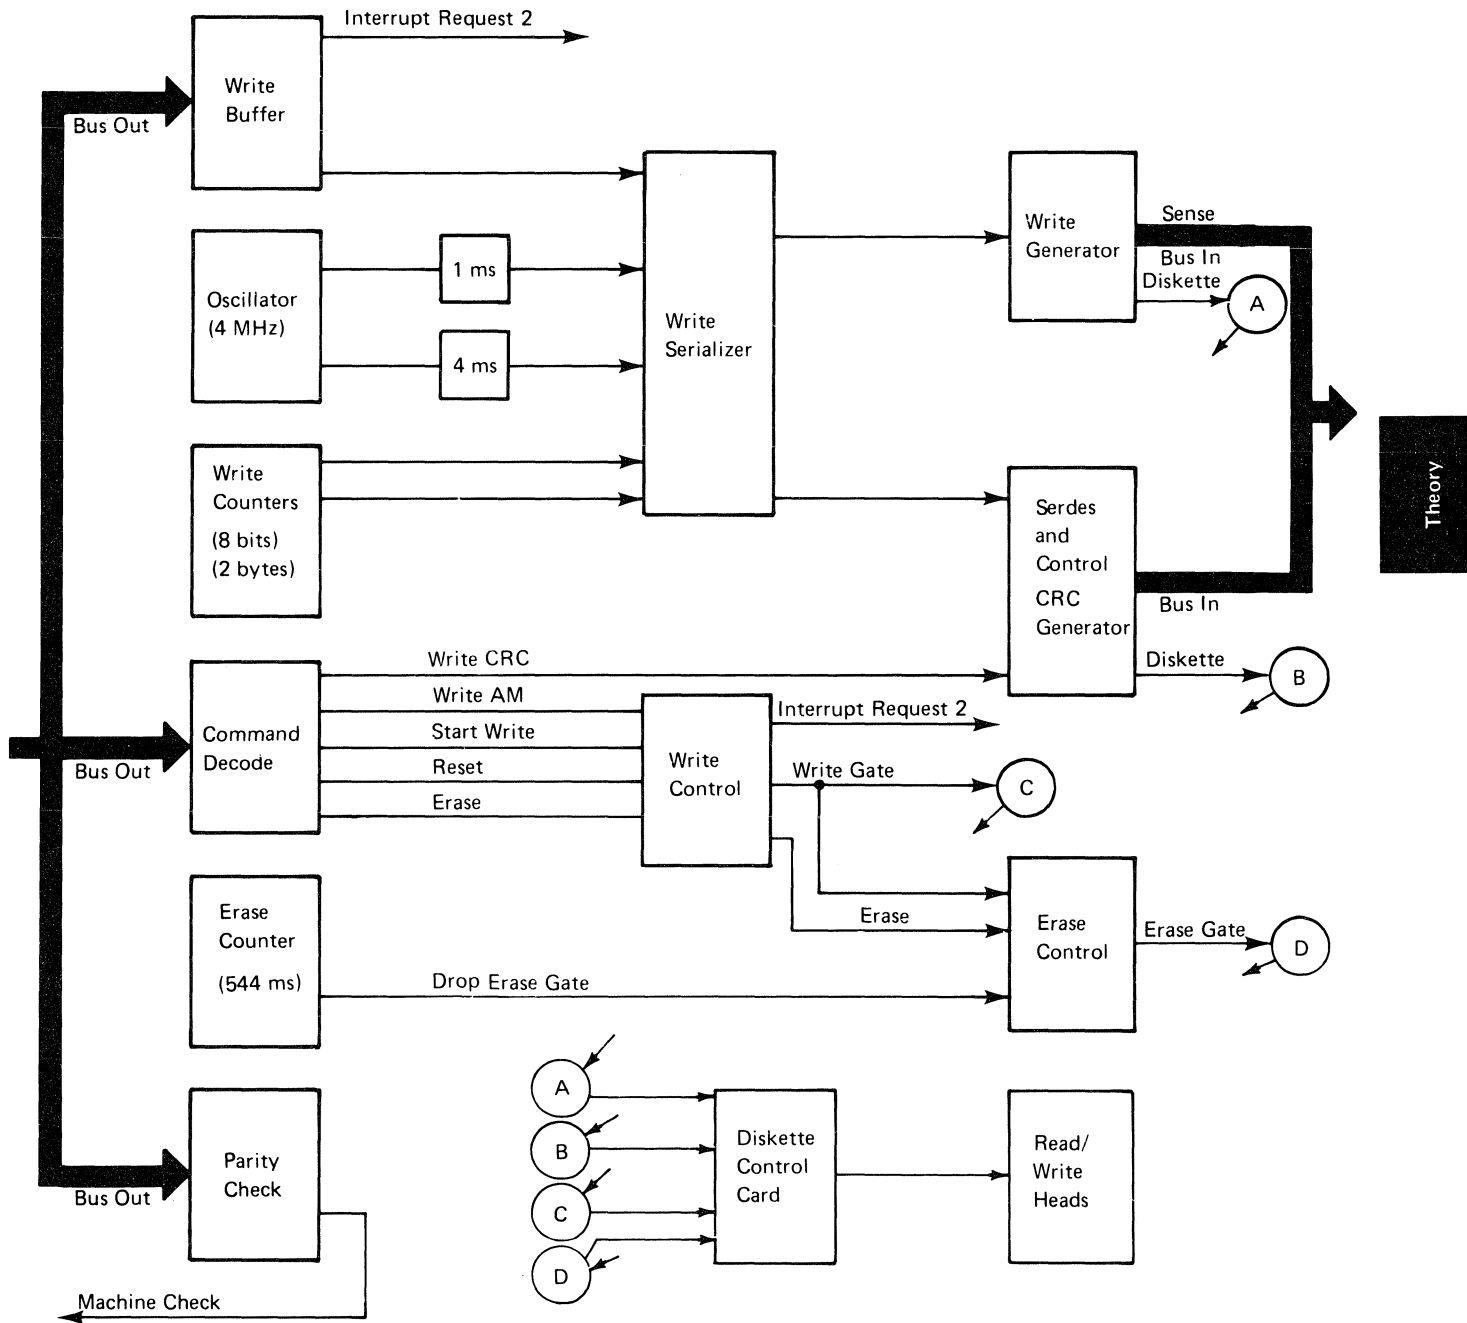 Interrupt Request 2
Write
Buffer
Bus Out
Oscillator
(4 MHz)
1 ms
4 ms
Write
Counters
(8 bits)
(2 bytes)
Write
Serializer
Write
Generator
Sense
Bus In
Diskette
A
Serdes
and
Control
CRC
Generator
Bus In
Diskette
B
Theory
Command
Decode
Bus Out
Write CRC
Write AM
Start Write
Reset
Erase
Write
Control
Interrupt Request 2
Write Gate
C
Erase
Counter
(544 ms)
Erase
Drop Erase Gate
Erase
Control
Erase Gate
D
Parity
Check
Bus Out
Machine Check
A
B
C
D
Diskette
Control
Card
Read/
Write
Heads